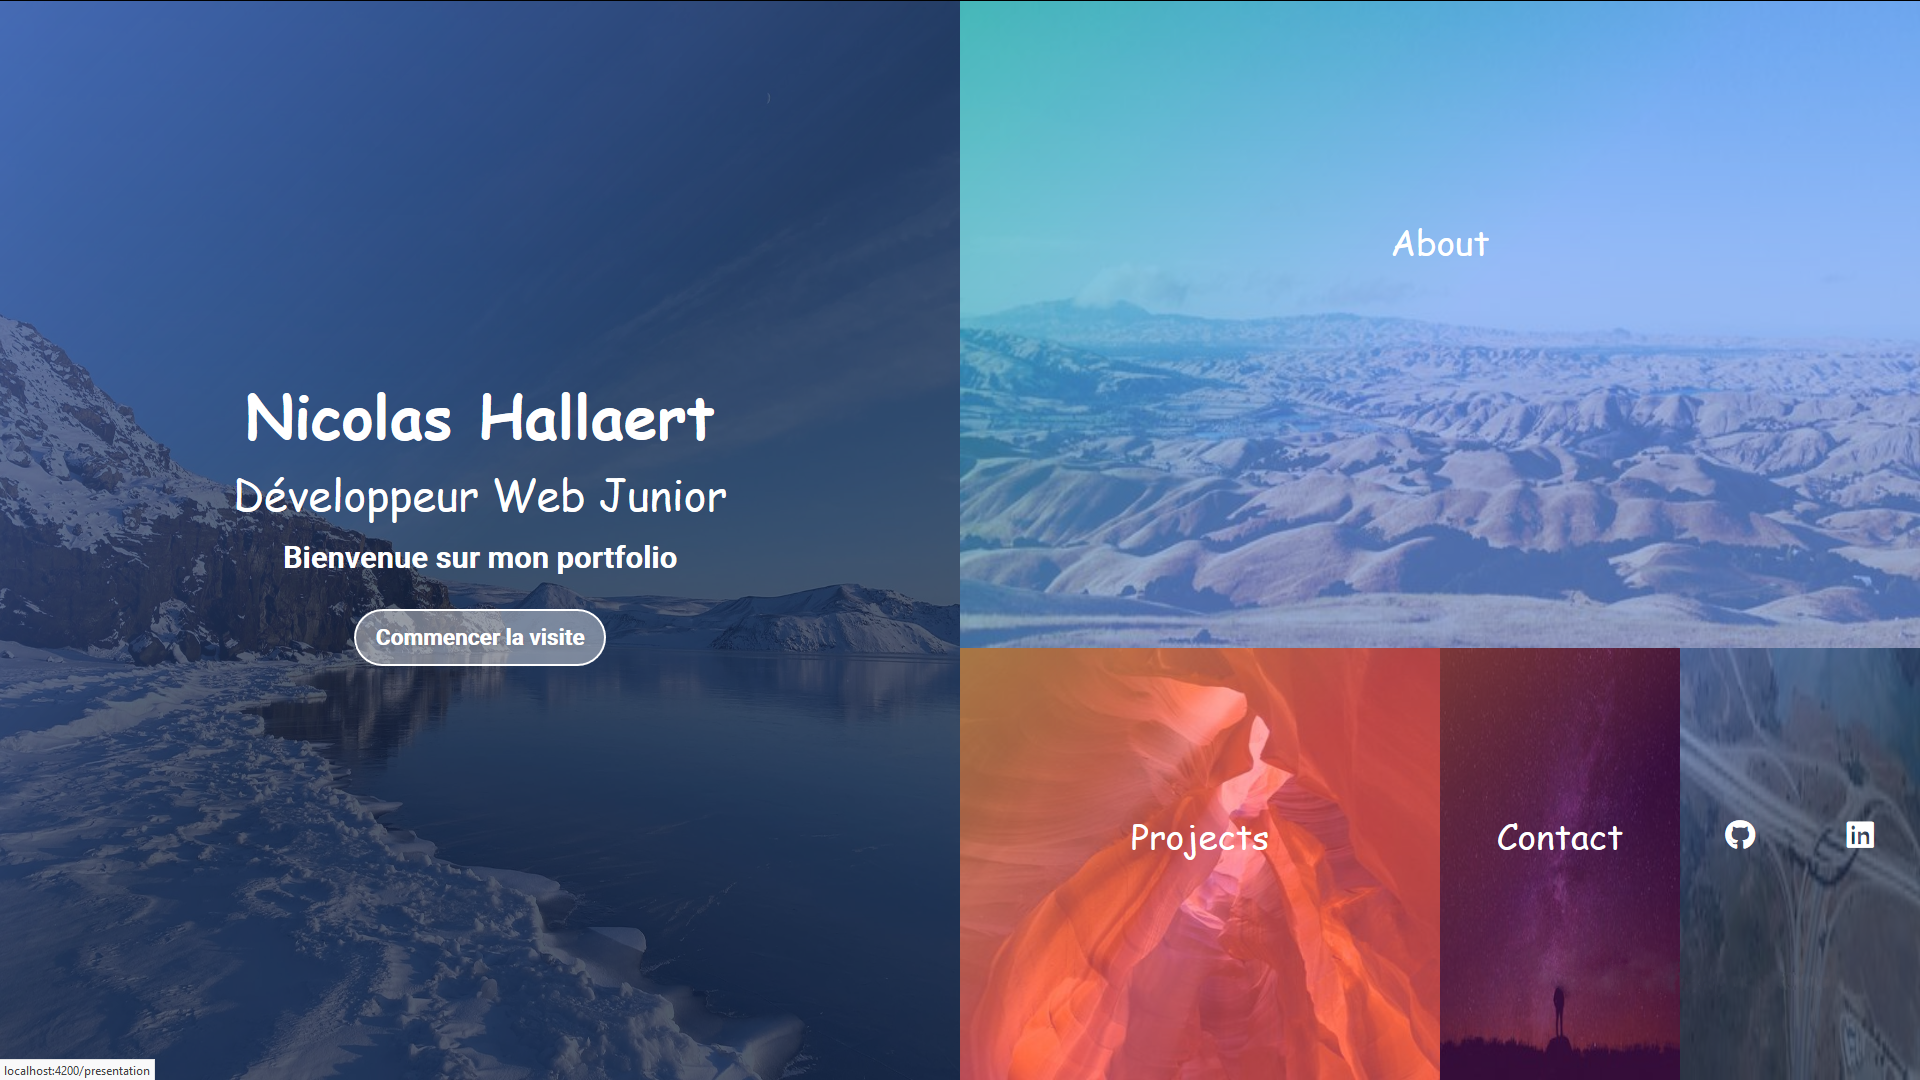 Nicolas Hallaert
Développeur Web Junior
Bienvenue sur mon portfolio
Commencer la visite
About
Projects
Contact
in
localhost:4200/presentation